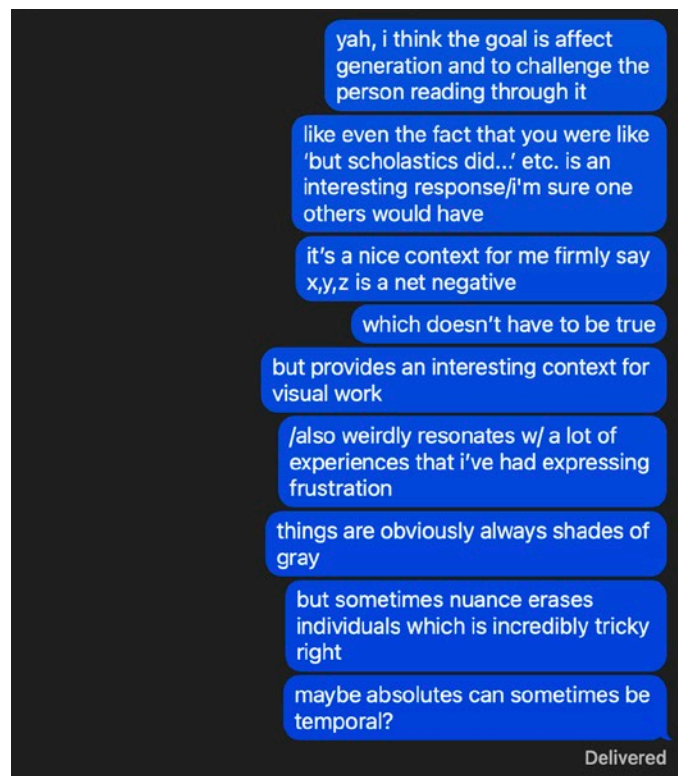 yah, i think the goal is affect
generation and to challenge the
person reading through it
like even the fact that you were like
‘but scholastics did...’ etc. is an
interesting response/i'm sure one
others would have
it’s a nice context for me firmly say
x,y,z is a net negative
which doesn’t have to be true
but provides an interesting context for
visual work
/also weirdly resonates w/ a lot of
experiences that i’ve had expressing
frustration
things are obviously always shades of
gray
but sometimes nuance erases
individuals which is incredibly tricky
right
maybe absolutes can sometimes be
temporal?
Delivered